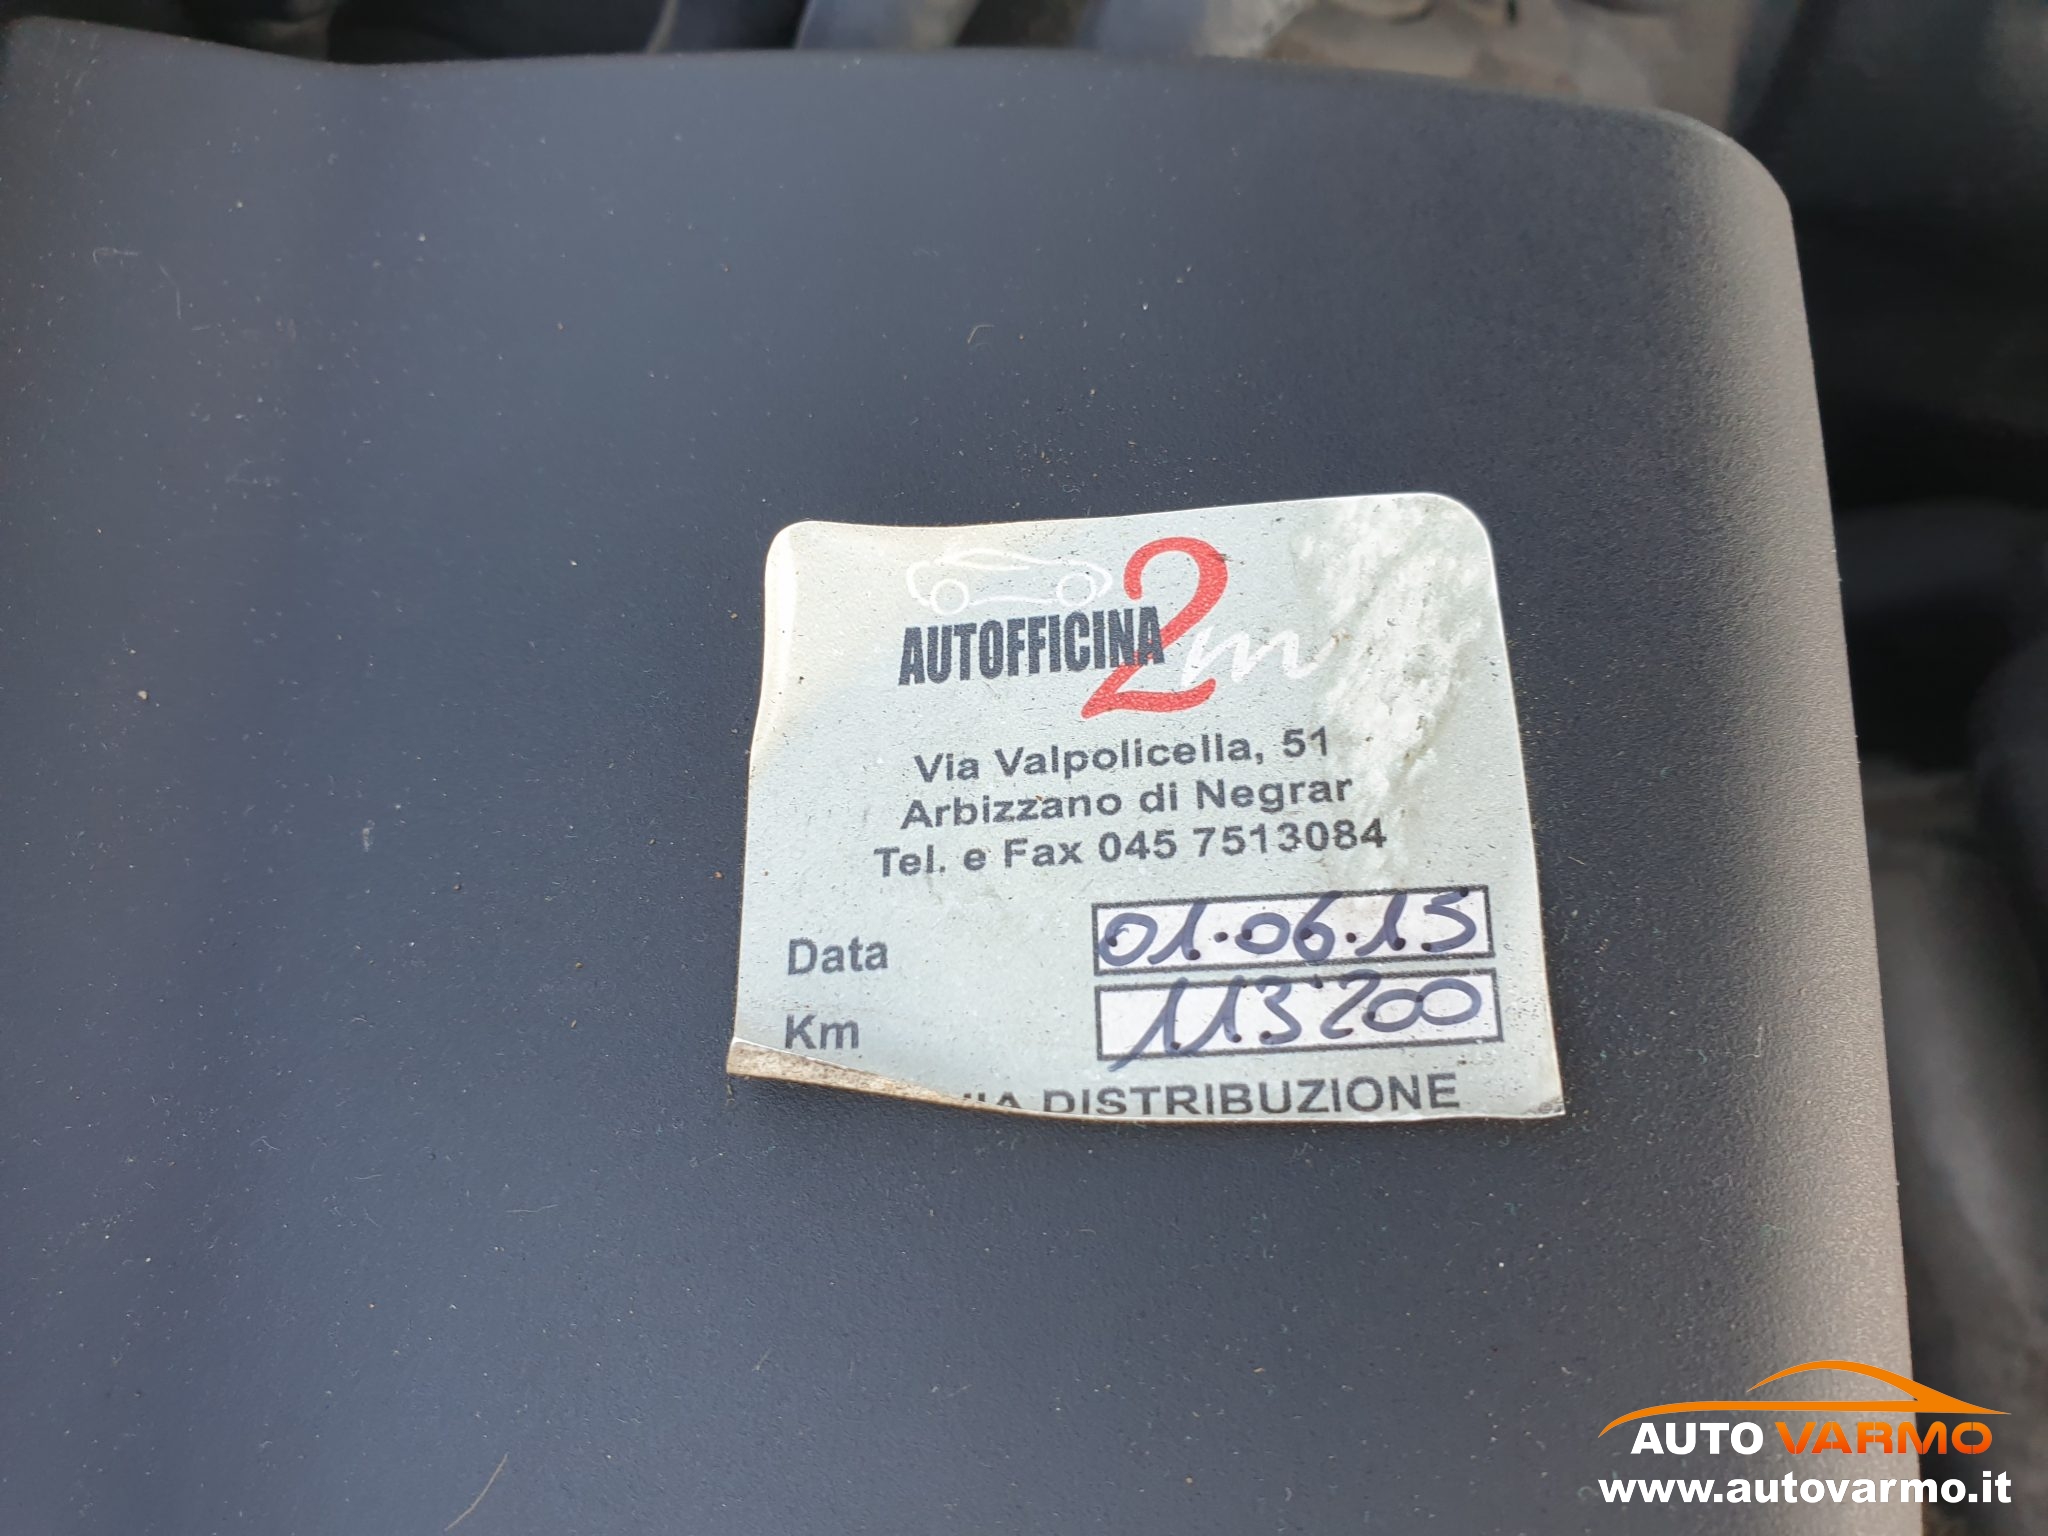 AUTOFFICINA 2m
Via Valpolicella, 51
Arbizzano di Negrar
Tel. e Fax 045 7513084
Data 01.06.15
Km 113200
DISTRIBUZIONE
AUTO VARMO
www.autovarmo.it